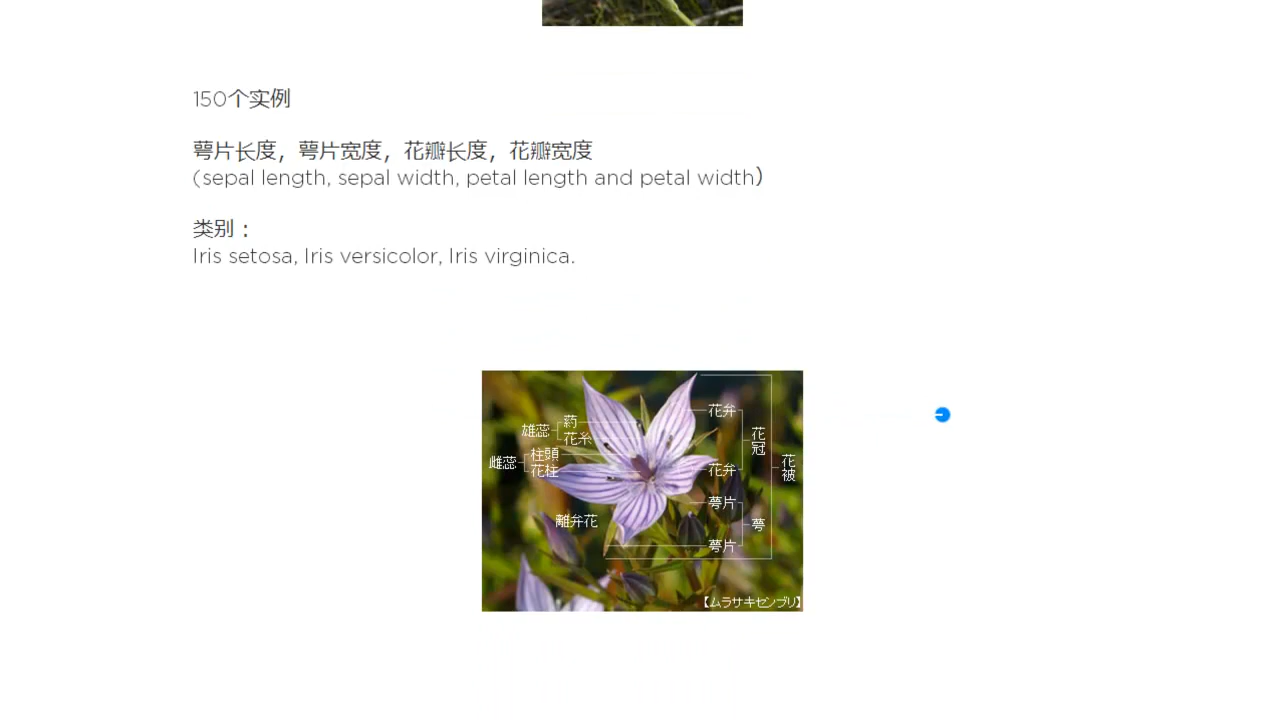 150个实例
萼片长度，萼片宽度，花瓣长度，花瓣宽度
(sepal length, sepal width, petal length and petal width）
类别：
Iris setosa, Iris versicolor, Iris virginica.
花弁
葯
雄蕊
花糸
花冠
柱頭
雌蕊
花柱
花弁
花被
萼片
離弁花
萼
萼片
【ムラサキセンブリ】